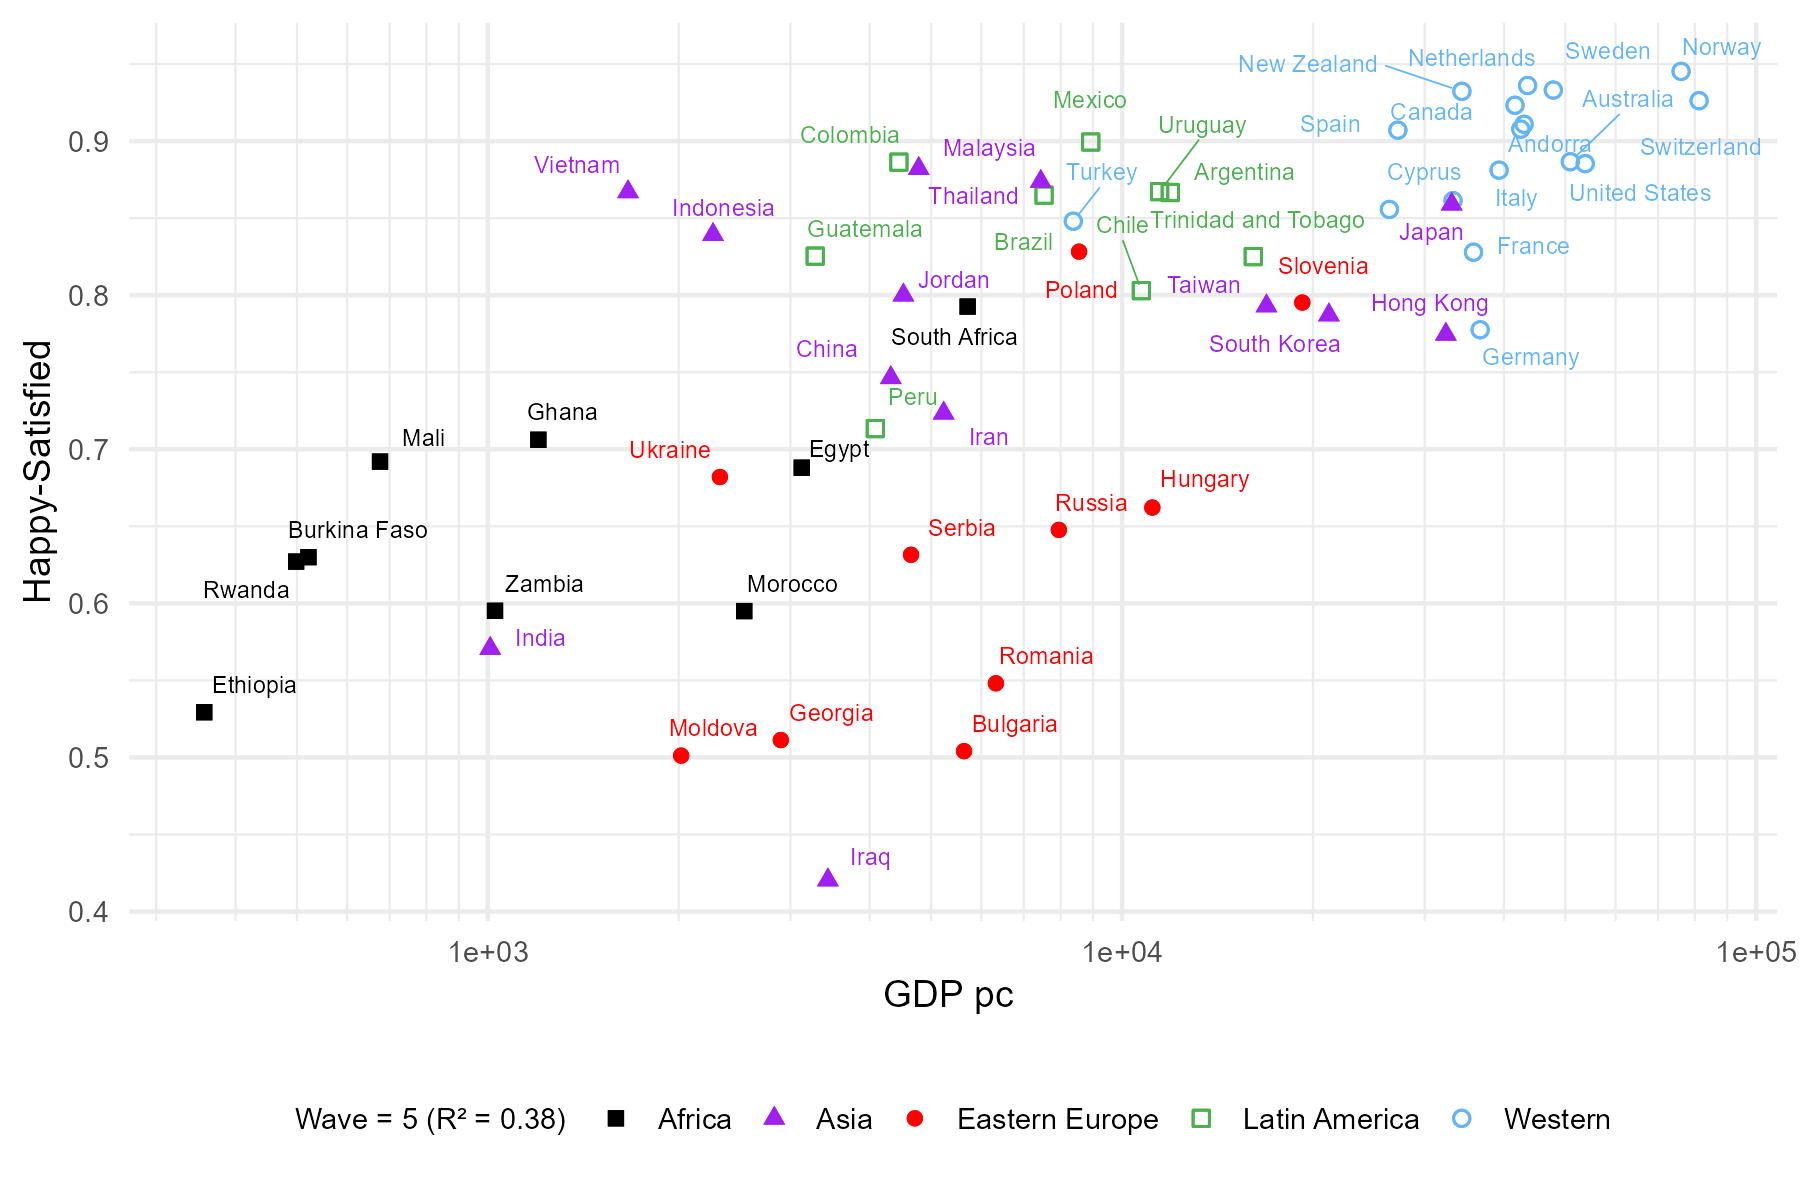 Netherlands
Sweden
Norway
New Zealand
Mexico
Australia
Canada
Uruguay
Spain
Colombia
0.9
Malaysia
Andorra
Switzerland
Vietnam
Turkey
Argentina
Cyprus
Thailand
United States
Italy
Indonesia
Trinidad and Tobago
Chile
Guatemala
Japan
Brazil
France
Slovenia
Jordan
Taiwan
Poland
0.8
Hong Kong
South Africa
South Korea
China
Germany
Peru
Ghana
Mali
Iran
0.7
Ukraine
Egypt
Hungary
Russia
Burkina Faso
Serbia
Rwanda
Zambia
Morocco
0.6
India
Romania
Ethiopia
Georgia
Moldova
Bulgaria
0.5
Iraq
0.4
Happy-Satisfied
1e+03 1e+04 1e+05
GDP pc
Wave = 5 (R² = 0.38) Africa Asia Eastern Europe Latin America Western